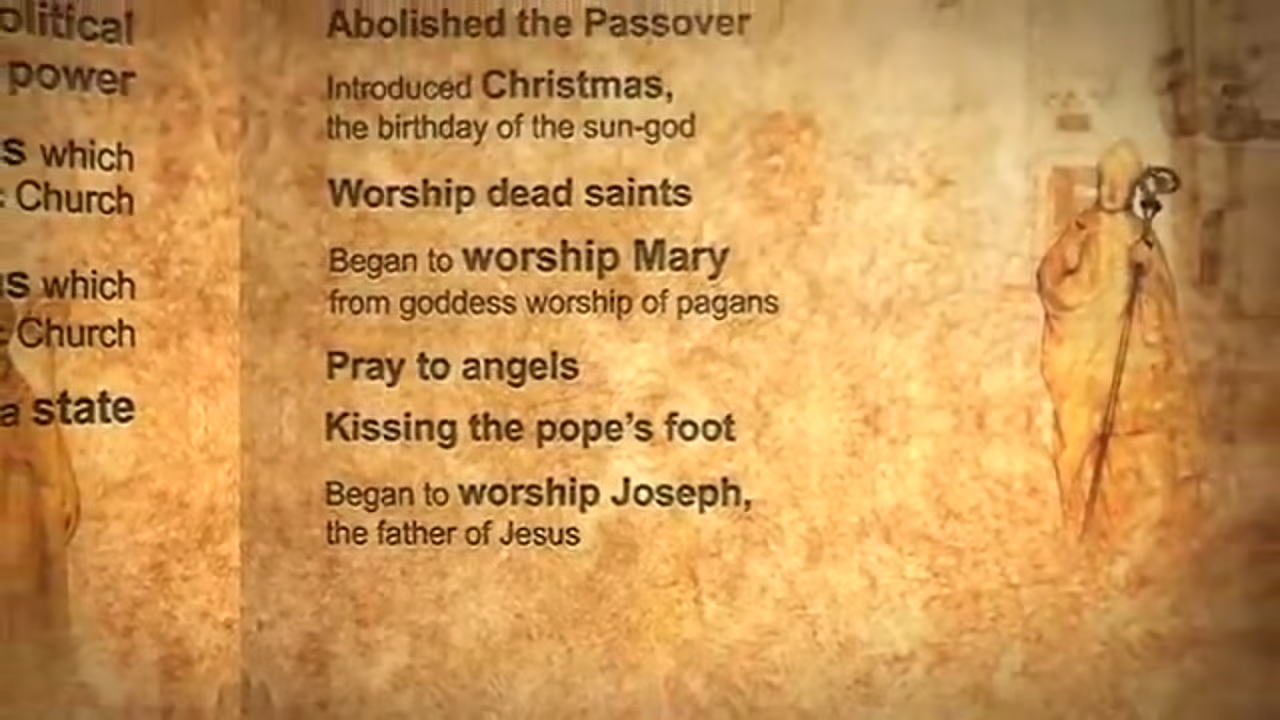 olitical
power
s which
Church
us which
Church
a state
Abolished the Passover
Introduced Christmas,
the birthday of the sun-god
Worship dead saints
Began to worship Mary
from goddess worship of pagans
Pray to angels
Kissing the pope's foot
Began to worship Joseph,
the father of Jesus